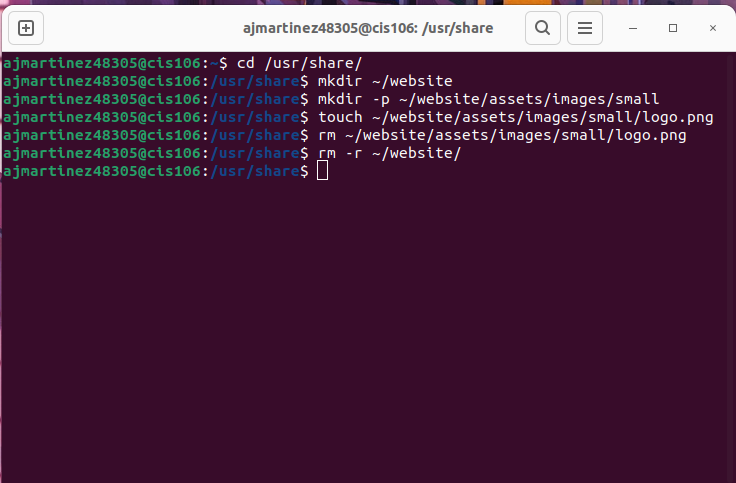 ajmartinez48305@cis106: /usr/share
ajmartinez48305@cis106:~$ cd /usr/share/
ajmartinez48305@cis106:/usr/share$ mkdir ~/website
ajmartinez48305@cis106:/usr/share$ mkdir -p ~/website/assets/images/small
ajmartinez48305@cis106:/usr/share$ touch ~/website/assets/images/small/logo.png
ajmartinez48305@cis106:/usr/share$ rm ~/website/assets/images/small/logo.png
ajmartinez48305@cis106:/usr/share$ rm -r ~/website/
ajmartinez48305@cis106:/usr/share$